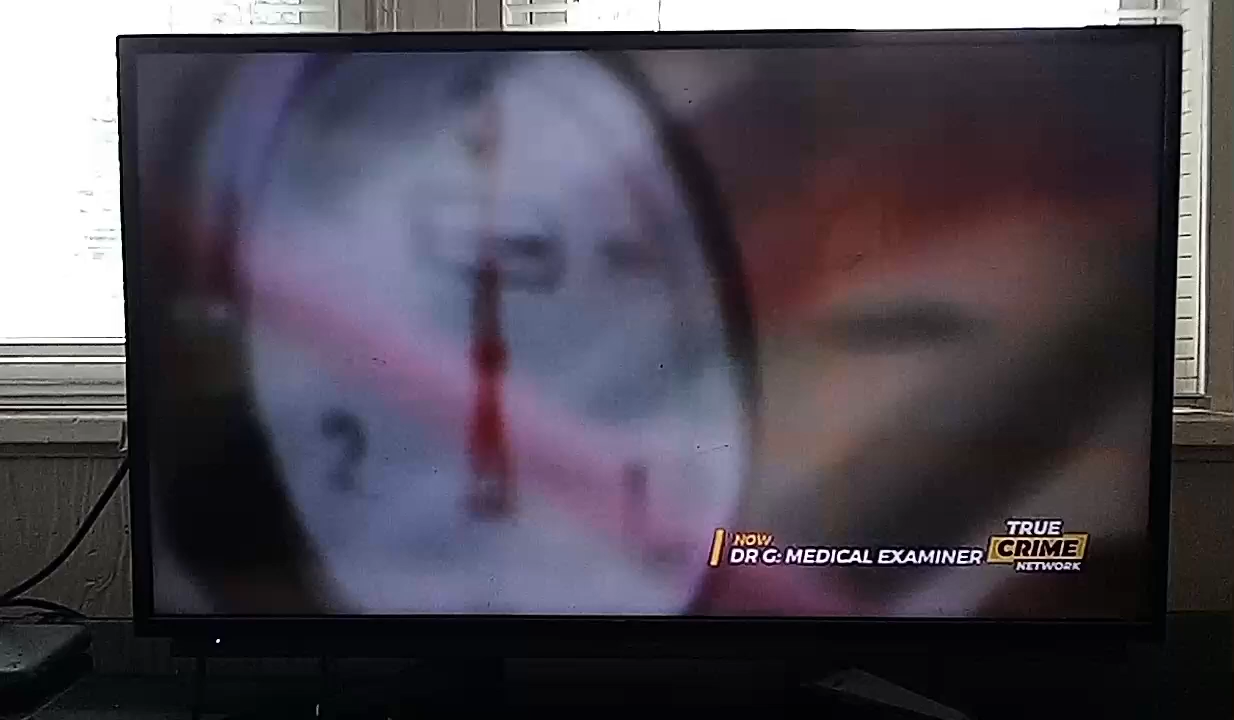 NOW
DR G: MEDICAL EXAMINER
TRUE
CRIME
NETWORK